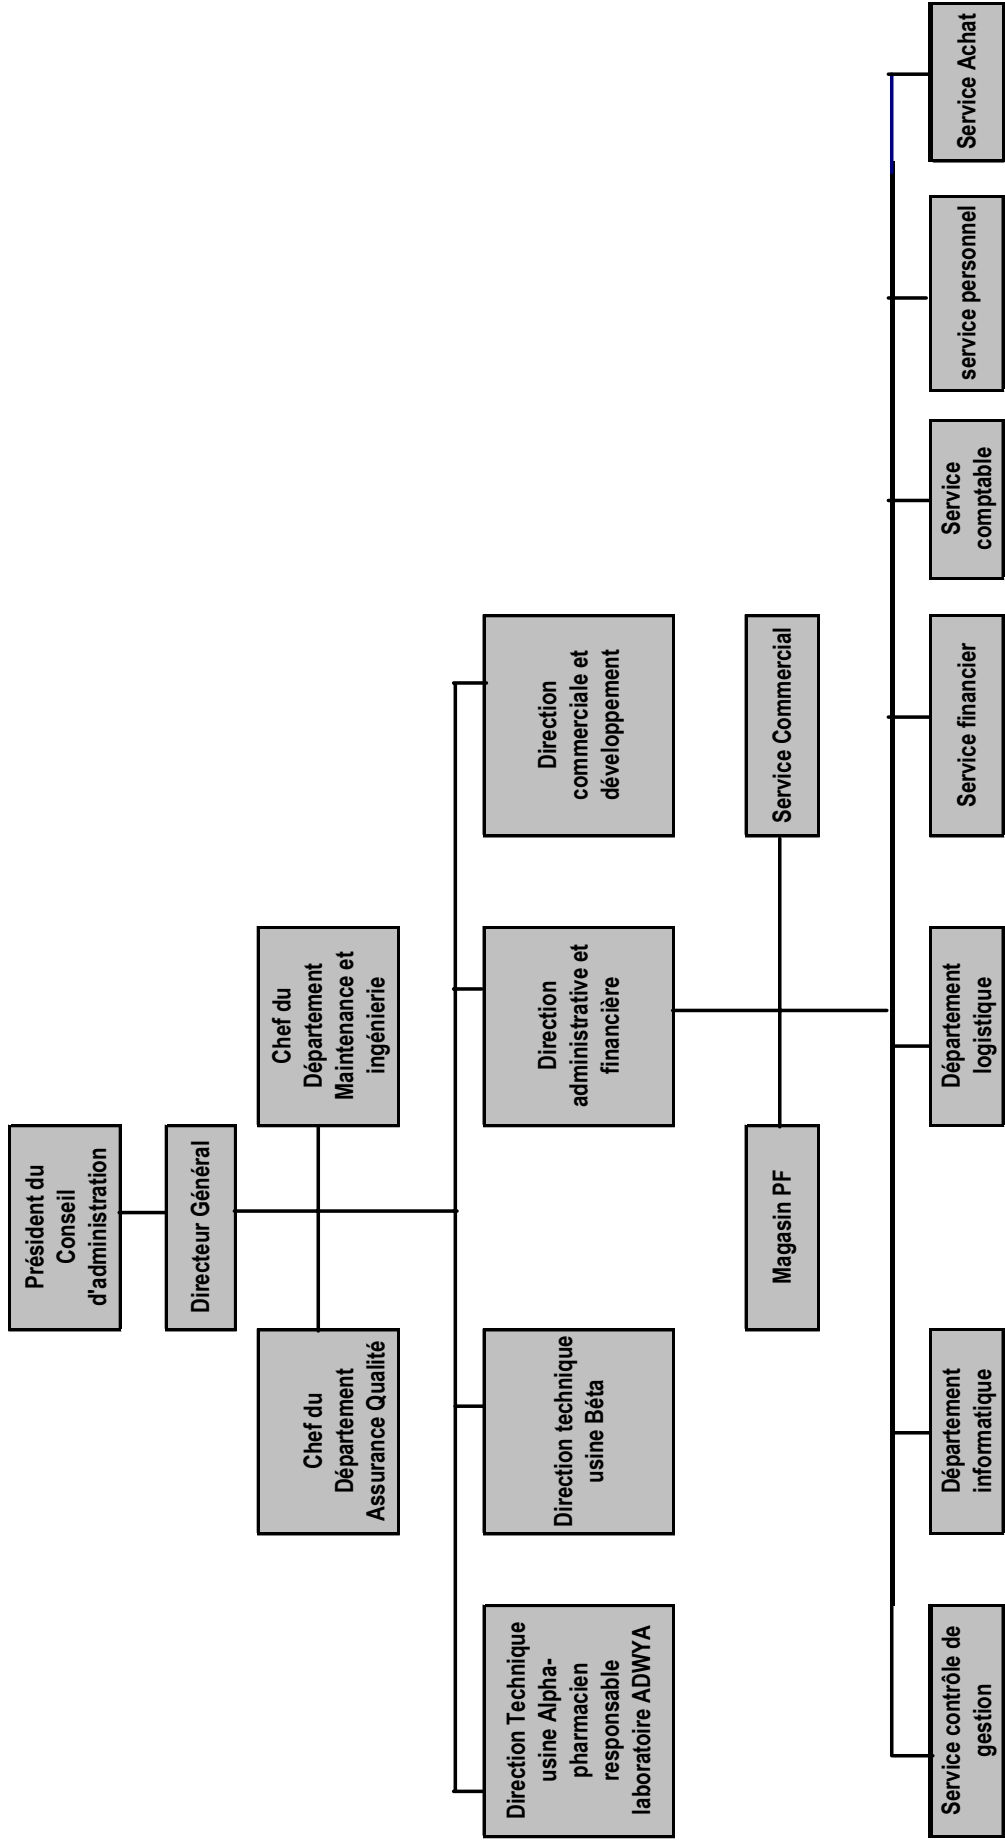 Président du
Conseil
d'administration
Directeur Général
Chef du
Département
Assurance Qualité
Chef du
Département
Maintenance et
ingénierie
Direction Technique
usine Alpha-
pharmacien
responsable
laboratoire ADWYA
Direction technique
usine Béta
Direction
administrative et
financière
Direction
commerciale et
développement
Magasin PF
Service Commercial
Service contrôle de
gestion
Département
informatique
Département
logistique
Service financier
Service
comptable
service personnel
Service Achat